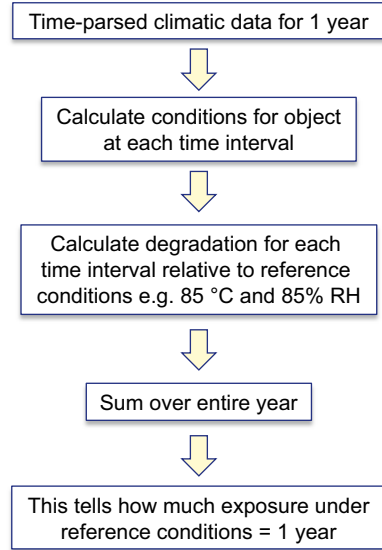 Time-parsed climatic data for 1 year
Calculate conditions for object
at each time interval
Calculate degradation for each
time interval relative to reference
conditions e.g. 85 °C and 85% RH
Sum over entire year
This tells how much exposure under
reference conditions = 1 year